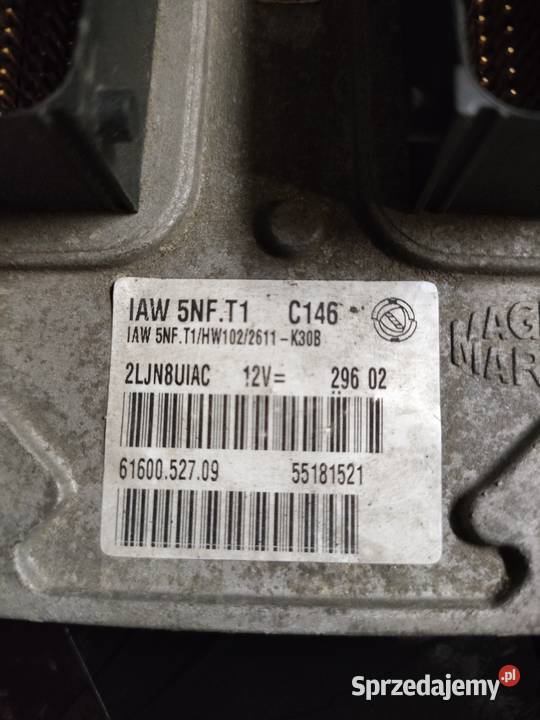 IAW 5NF.T1 C146
IAW 5NF.T1/HW102/2611-K30B
MAG
MAR
2LJN8UIAC 12V= 296 02
61600.527.09 55181521
Sprzedajemy.pl